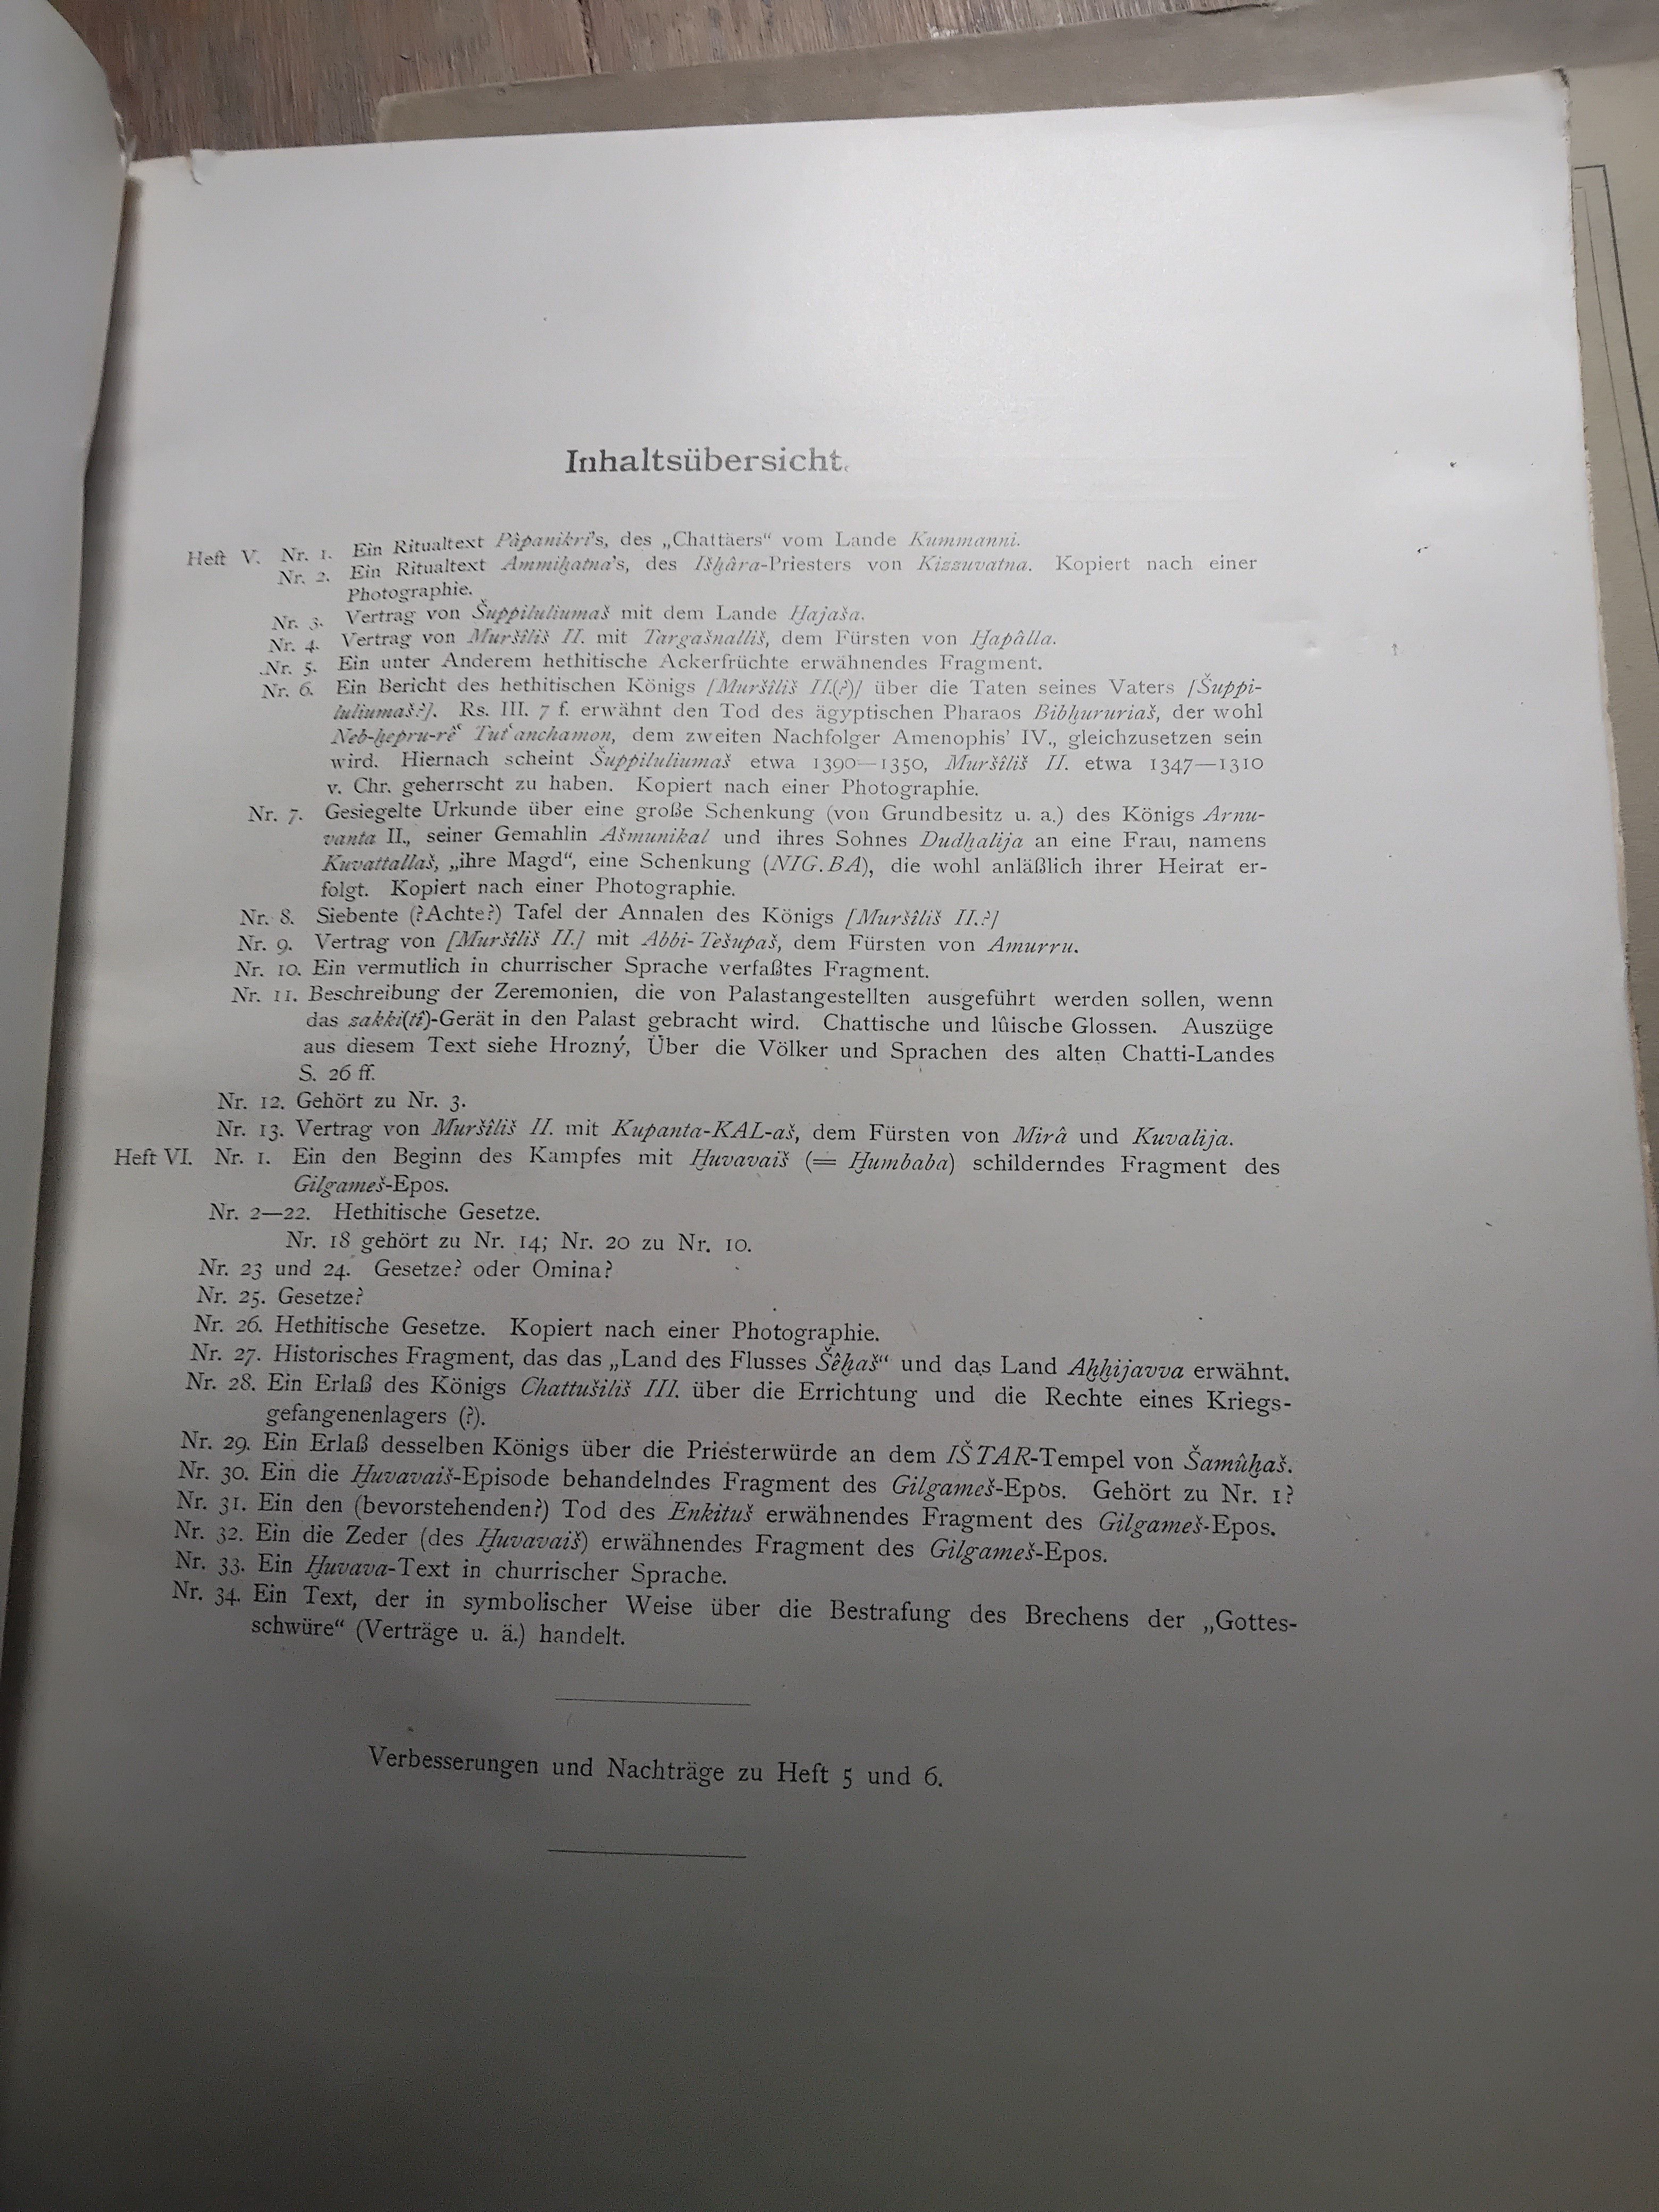 Inhaltsübersicht.
Heft V. Nr. 1. Ein Ritualtext Pâpanikri's, des „Chattäers“ vom Lande Kummanni.
Nr. 2. Ein Ritualtext Ammiḫatna's, des Išḫâra-Priesters von Kizzuvatna. Kopiert nach einer
Photographie.
Nr. 3. Vertrag von Šuppiluliumaš mit dem Lande Ḫajaša.
Nr. 4. Vertrag von Muršîliš II. mit Targašnalliš, dem Fürsten von Ḫapâlla.
Nr. 5. Ein unter Anderem hethitische Ackerfrüchte erwähnendes Fragment.
Nr. 6. Ein Bericht des hethitischen Königs [Muršîliš II.(?)] über die Taten seines Vaters [Šuppi-
luliumaš?]. Rs. III. 7 f. erwähnt den Tod des ägyptischen Pharaos Bibḫururiaš, der wohl
Neb-ḫepru-rêʿ Tutʿanchamon, dem zweiten Nachfolger Amenophis' IV., gleichzusetzen sein
wird. Hiernach scheint Šuppiluliumaš etwa 1390—1350, Muršîliš II. etwa 1347—1310
v. Chr. geherrscht zu haben. Kopiert nach einer Photographie.
Nr. 7. Gesiegelte Urkunde über eine große Schenkung (von Grundbesitz u. a.) des Königs Arnu-
vanta II., seiner Gemahlin Ašmunikal und ihres Sohnes Dudḫalija an eine Frau, namens
Kuvattallaš, „ihre Magd“, eine Schenkung (NIG.BA), die wohl anläßlich ihrer Heirat er-
folgt. Kopiert nach einer Photographie.
Nr. 8. Siebente (?Achte?) Tafel der Annalen des Königs [Muršîliš II.?]
Nr. 9. Vertrag von [Muršîliš II.] mit Abbi-Tešupaš, dem Fürsten von Amurru.
Nr. 10. Ein vermutlich in churrischer Sprache verfaßtes Fragment.
Nr. 11. Beschreibung der Zeremonien, die von Palastangestellten ausgeführt werden sollen, wenn
das zakki(tî)-Gerät in den Palast gebracht wird. Chattische und lûische Glossen. Auszüge
aus diesem Text siehe Hrozný, Über die Völker und Sprachen des alten Chatti-Landes
S. 26 ff.
Nr. 12. Gehört zu Nr. 3.
Nr. 13. Vertrag von Muršîliš II. mit Kupanta-KAL-aš, dem Fürsten von Mirâ und Kuvalija.
Heft VI. Nr. 1. Ein den Beginn des Kampfes mit Ḫuvavaiš (= Ḫumbaba) schilderndes Fragment des
Gilgameš-Epos.
Nr. 2—22. Hethitische Gesetze.
Nr. 18 gehört zu Nr. 14; Nr. 20 zu Nr. 10.
Nr. 23 und 24. Gesetze? oder Omina?
Nr. 25. Gesetze?
Nr. 26. Hethitische Gesetze. Kopiert nach einer Photographie.
Nr. 27. Historisches Fragment, das das „Land des Flusses Šêḫaš“ und das Land Aḫḫijavva erwähnt.
Nr. 28. Ein Erlaß des Königs Chattušiliš III. über die Errichtung und die Rechte eines Kriegs-
gefangenenlagers (?).
Nr. 29. Ein Erlaß desselben Königs über die Priesterwürde an dem IŠTAR-Tempel von Šamûḫaš.
Nr. 30. Ein die Ḫuvavaiš-Episode behandelndes Fragment des Gilgameš-Epos. Gehört zu Nr. 1?
Nr. 31. Ein den (bevorstehenden?) Tod des Enkituš erwähnendes Fragment des Gilgameš-Epos.
Nr. 32. Ein die Zeder (des Ḫuvavaiš) erwähnendes Fragment des Gilgameš-Epos.
Nr. 33. Ein Ḫuvava-Text in churrischer Sprache.
Nr. 34. Ein Text, der in symbolischer Weise über die Bestrafung des Brechens der „Gottes-
schwüre“ (Verträge u. ä.) handelt.
Verbesserungen und Nachträge zu Heft 5 und 6.